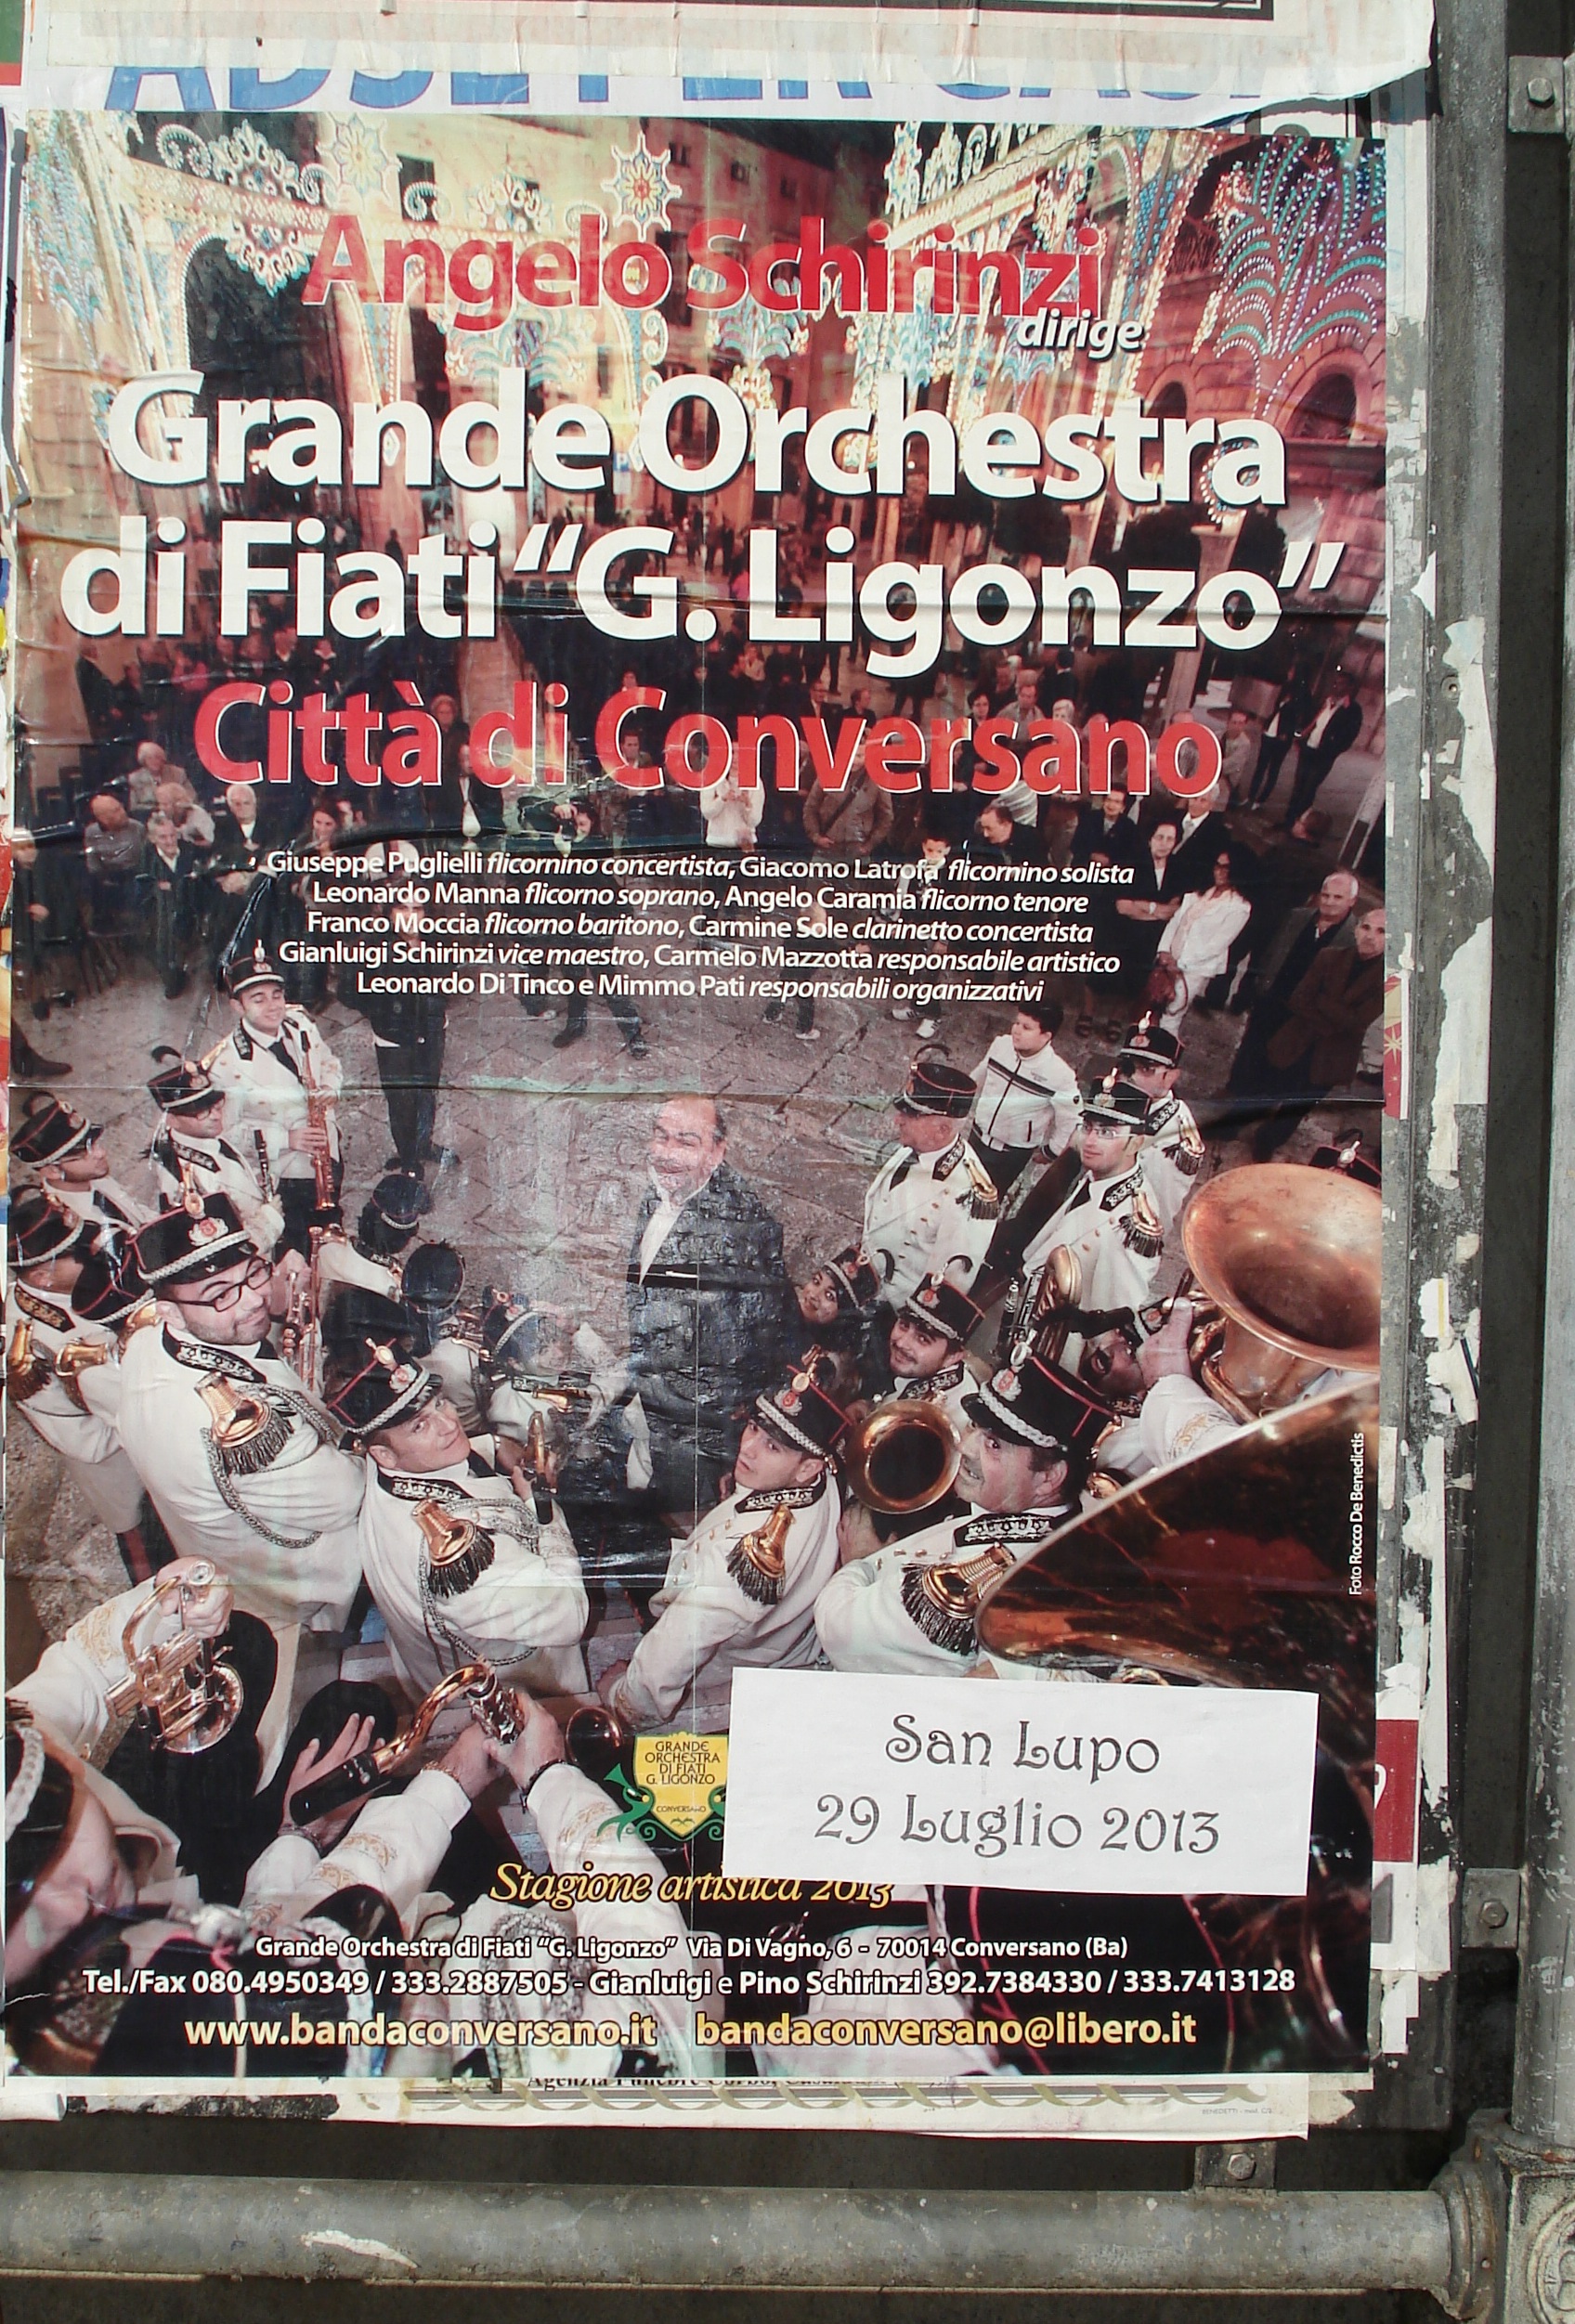 ADSL PER CASA
Angelo Schirinzi
dirige
Grande Orchestra
di Fiati “G. Ligonzo”
Città di Conversano
Giuseppe Puglielli flicornino concertista, Giacomo Latrofa flicornino solista
Leonardo Manna flicorno soprano, Angelo Caramia flicorno tenore
Franco Moccia flicorno baritono, Carmine Sole clarinetto concertista
Gianluigi Schirinzi vice maestro, Carmelo Mazzotta responsabile artistico
Leonardo Di Tinco e Mimmo Pati responsabili organizzativi
Foto Rocco De Benedictis
GRANDE
ORCHESTRA
DI FIATI
G. LIGONZO
CONVERSANO
San Lupo
29 Luglio 2013
Stagione artistica 2013
Grande Orchestra di Fiati “G. Ligonzo” Via Di Vagno, 6 - 70014 Conversano (Ba)
Tel./Fax 080.4950349 / 333.2887505 - Gianluigi e Pino Schirinzi 392.7384330 / 333.7413128
www.bandaconversano.it bandaconversano@libero.it
Agenzia Funebre